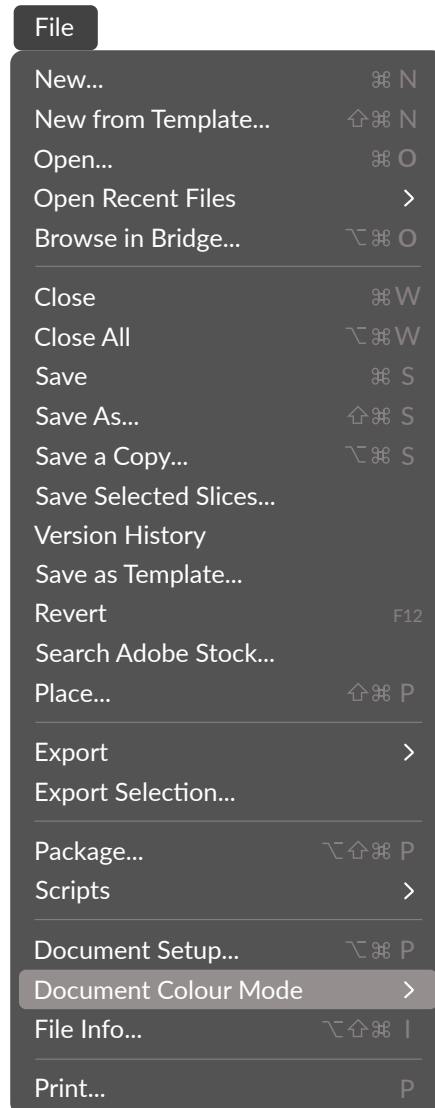 File
New... ⌘ N
New from Template... ⇧⌘ N
Open... ⌘ O
Open Recent Files >
Browse in Bridge... ⌥⌘ O
Close ⌘ W
Close All ⌥⌘ W
Save ⌘ S
Save As... ⇧⌘ S
Save a Copy... ⌥⌘ S
Save Selected Slices...
Version History
Save as Template...
Revert F12
Search Adobe Stock...
Place... ⇧⌘ P
Export >
Export Selection...
Package... ⌥⇧⌘ P
Scripts >
Document Setup... ⌥⌘ P
Document Colour Mode >
File Info... ⌥⇧⌘ I
Print... P